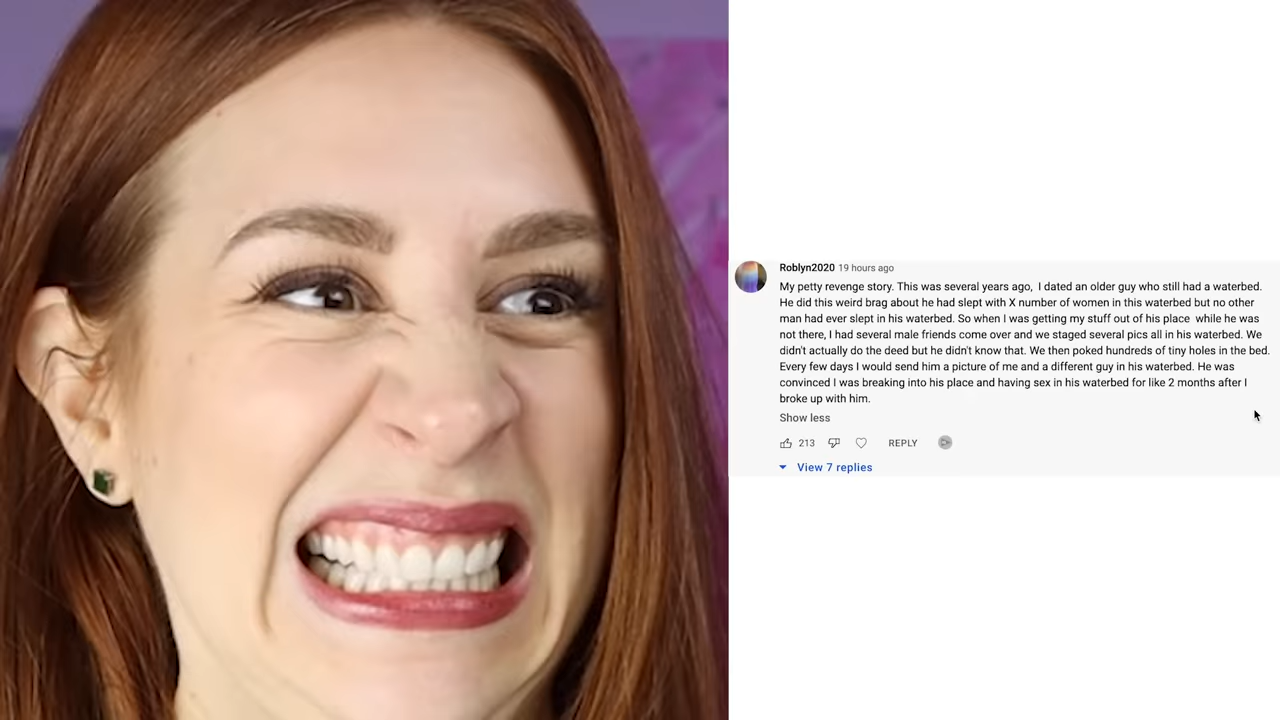 Roblyn2020 19 hours ago
My petty revenge story. This was several years ago,  I dated an older guy who still had a waterbed.
He did this weird brag about he had slept with X number of women in this waterbed but no other
man had ever slept in his waterbed. So when I was getting my stuff out of his place  while he was
not there, I had several male friends come over and we staged several pics all in his waterbed. We
didn't actually do the deed but he didn't know that. We then poked hundreds of tiny holes in the bed.
Every few days I would send him a picture of me and a different guy in his waterbed. He was
convinced I was breaking into his place and having sex in his waterbed for like 2 months after I
broke up with him.
Show less
213 REPLY
View 7 replies